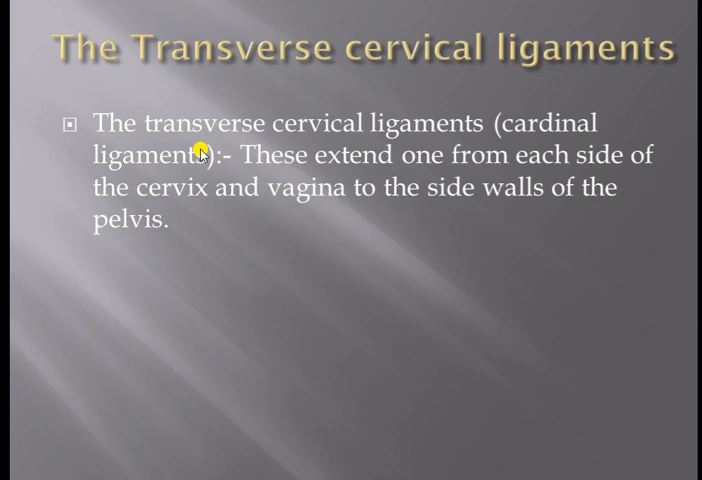 The Transverse cervical ligaments
The transverse cervical ligaments (cardinal
ligaments):- These extend one from each side of
the cervix and vagina to the side walls of the
pelvis.